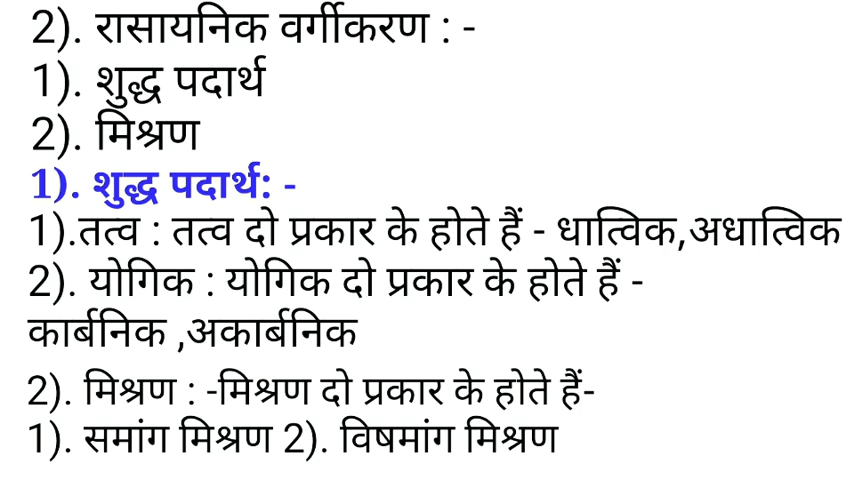 2). रासायनिक वर्गीकरण : -
1). शुद्ध पदार्थ
2). मिश्रण
1). शुद्ध पदार्थ: -
1).तत्व : तत्व दो प्रकार के होते हैं - धात्विक,अधात्विक
2). योगिक : योगिक दो प्रकार के होते हैं -
कार्बनिक ,अकार्बनिक
2). मिश्रण : -मिश्रण दो प्रकार के होते हैं-
1). समांग मिश्रण 2). विषमांग मिश्रण